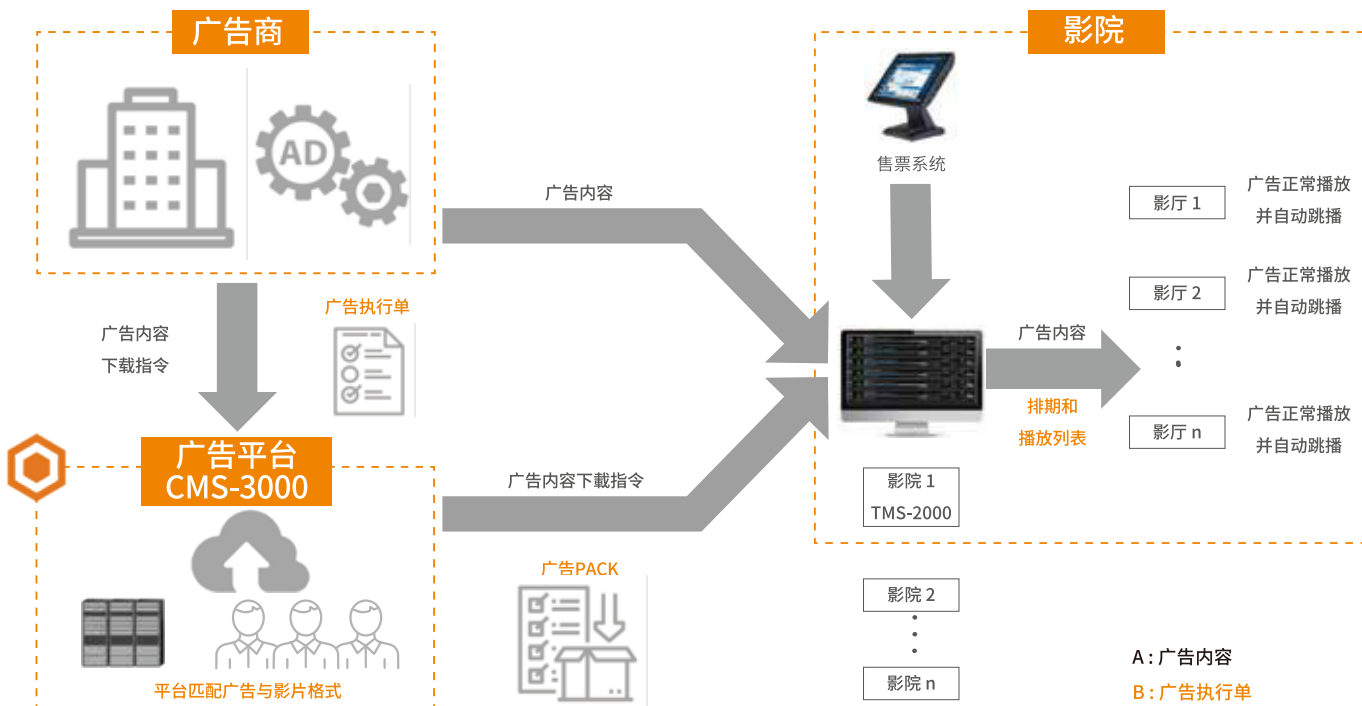 广告商
AD
广告内容
下载指令
广告执行单
广告平台
CMS-3000
平台匹配广告与影片格式
广告内容
广告内容下载指令
广告PACK
影院
售票系统
影院 1
TMS-2000
影院 2
影院 n
广告内容
排期和
播放列表
影厅 1
广告正常播放
并自动跳播
影厅 2
广告正常播放
并自动跳播
影厅 n
广告正常播放
并自动跳播
A : 广告内容
B : 广告执行单